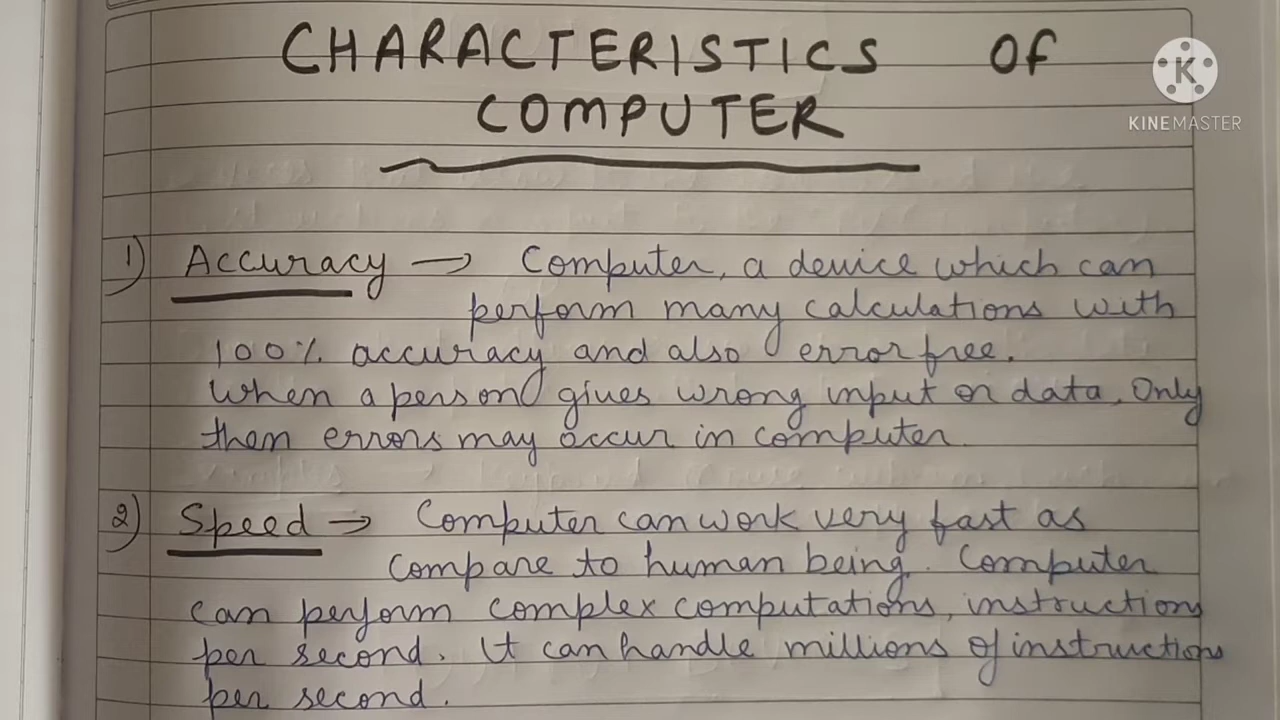 CHARACTERISTICS OF
COMPUTER
K
KINEMASTER
1) Accuracy → Computer, a device which can
perform many calculations with
100% accuracy and also error free.
When a person gives wrong input or data. Only
then errors may occur in computer.
2) Speed → Computer can work very fast as
compare to human being. Computer
can perform complex computations, instructions
per second. It can handle millions of instructions
per second.